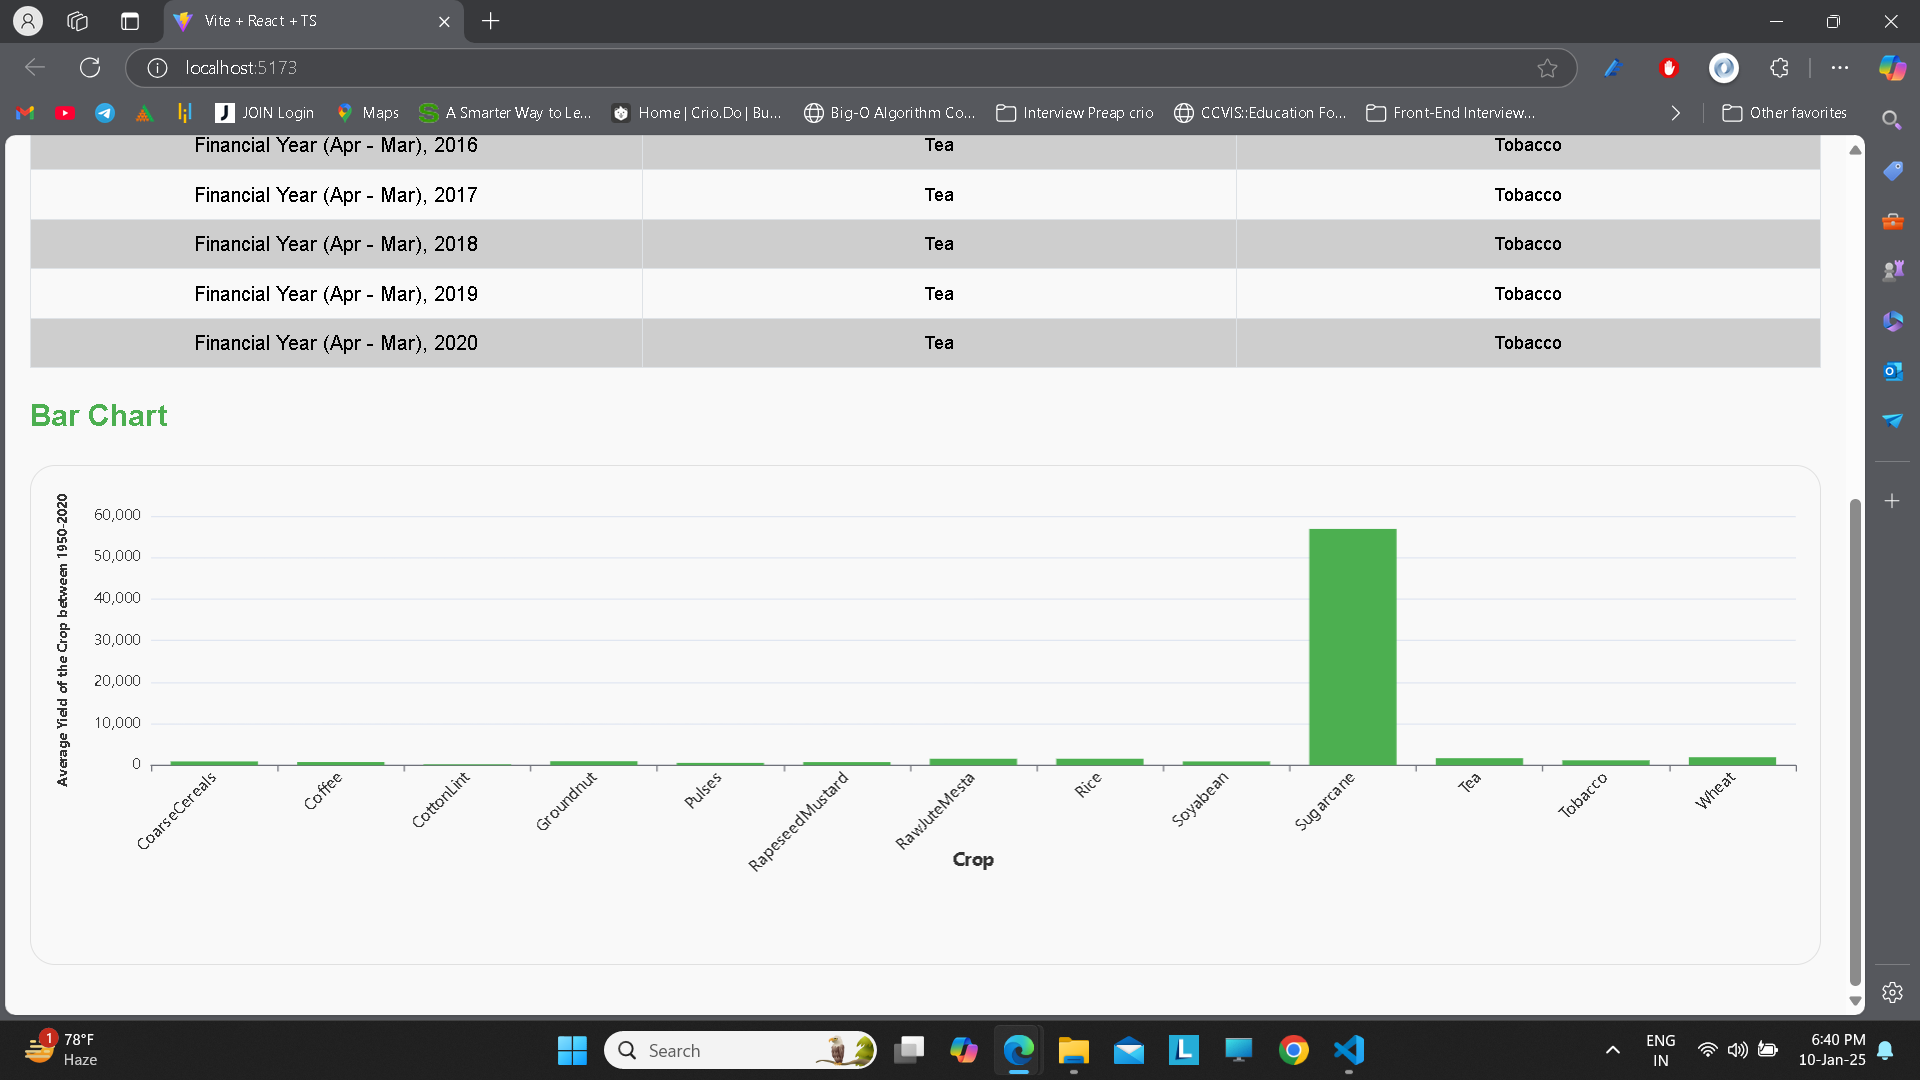 Vite + React + TS
localhost:5173
JOIN Login
Maps
A Smarter Way to Le...
Home | Crio.Do | Bu...
Big-O Algorithm Co...
Interview Preap crio
CCVIS::Education Fo...
Front-End Interview...
Other favorites
Financial Year (Apr - Mar), 2016 Tea Tobacco
Financial Year (Apr - Mar), 2017 Tea Tobacco
Financial Year (Apr - Mar), 2018 Tea Tobacco
Financial Year (Apr - Mar), 2019 Tea Tobacco
Financial Year (Apr - Mar), 2020 Tea Tobacco
Bar Chart
Average Yield of the Crop between 1950-2020
60,000
50,000
40,000
30,000
20,000
10,000
0
CoarseCereals
Coffee
CottonLint
Groundnut
Pulses
RapeseedMustard
RawJuteMesta
Rice
Soyabean
Sugarcane
Tea
Tobacco
Wheat
Crop
1
78°F
Haze
Search
ENG
IN
6:40 PM
10-Jan-25